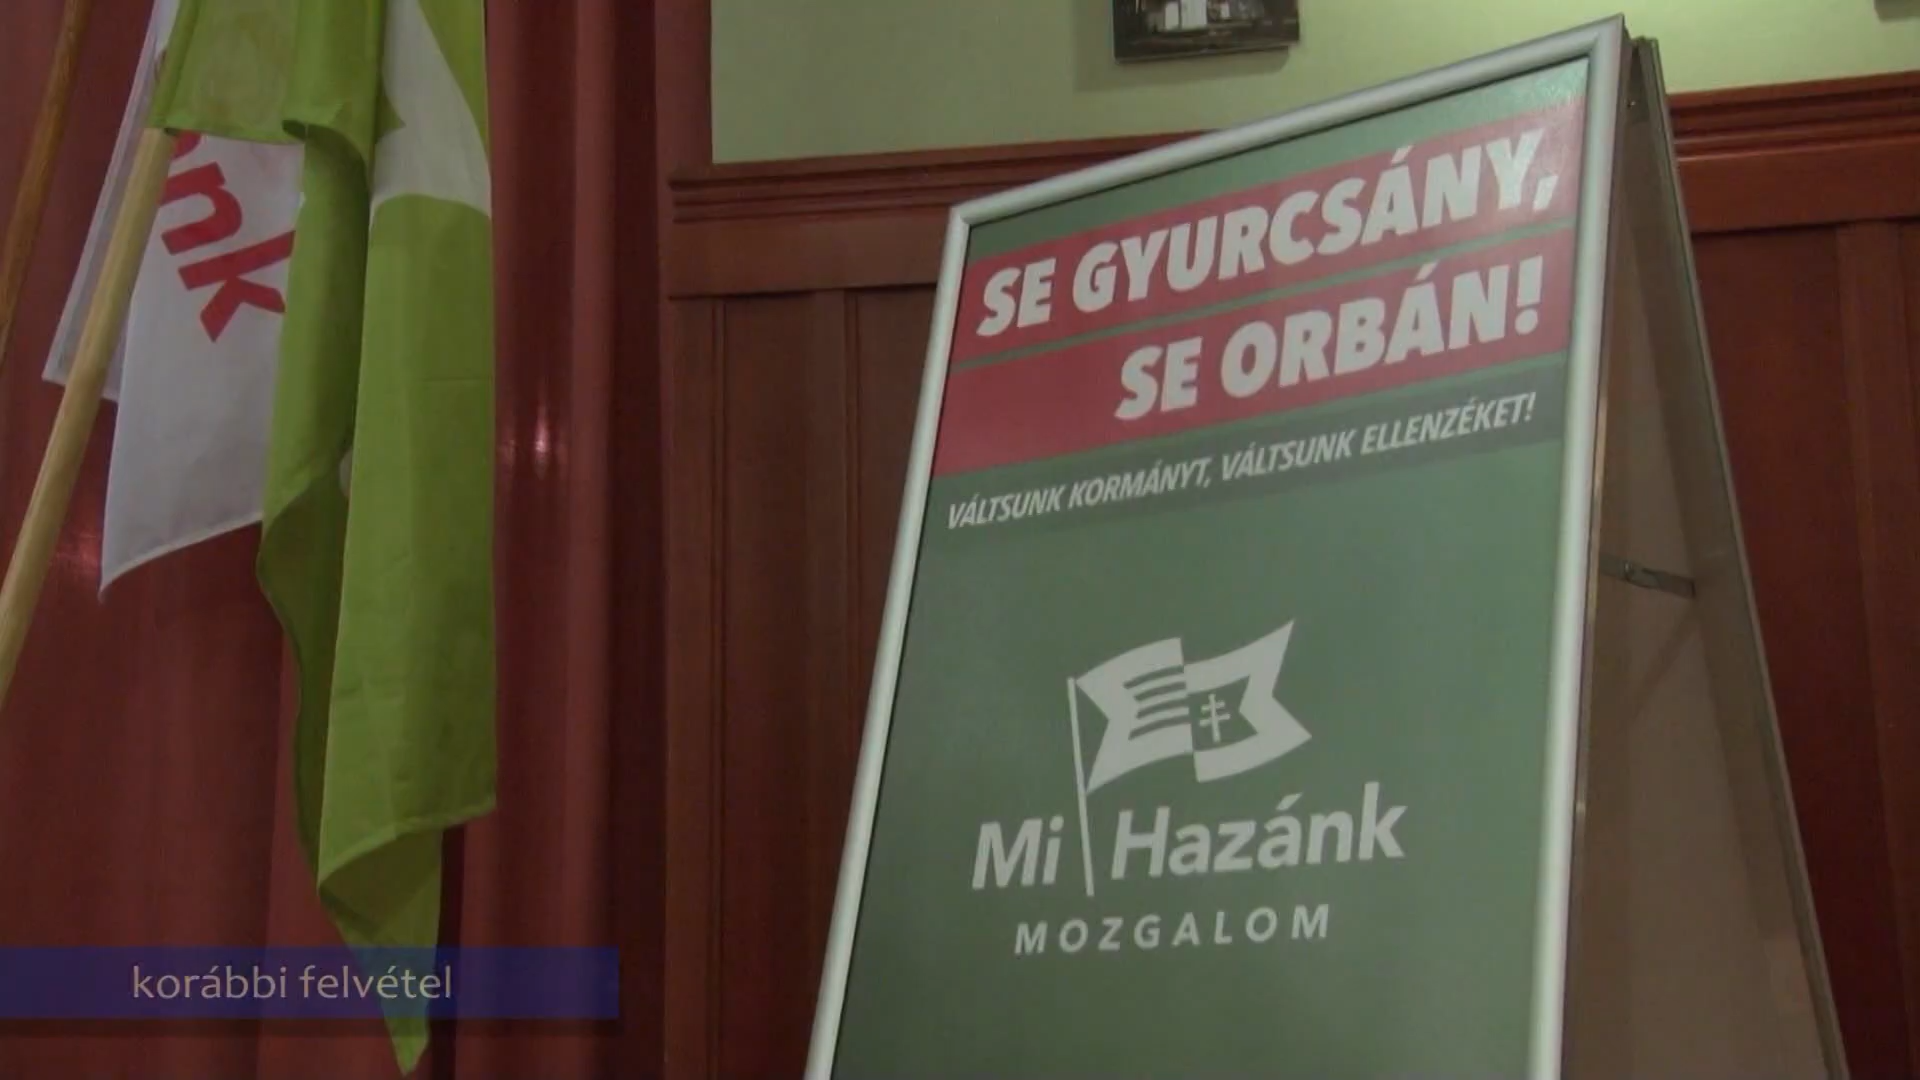 SE GYURCSÁNY,
SE ORBÁN!
VÁLTSUNK KORMÁNYT, VÁLTSUNK ELLENZÉKET!
Mi Hazánk
MOZGALOM
korábbi felvétel